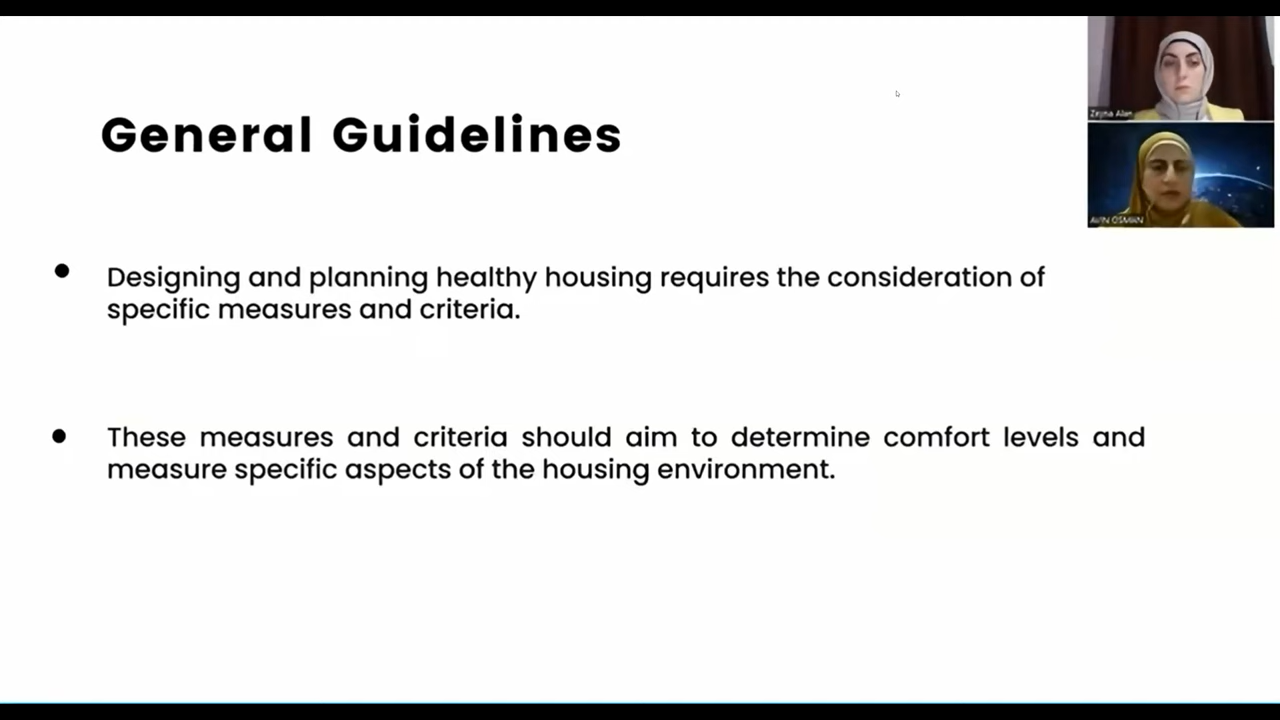 General Guidelines
Designing and planning healthy housing requires the consideration of
specific measures and criteria.
These measures and criteria should aim to determine comfort levels and
measure specific aspects of the housing environment.
AVIN OSMAN